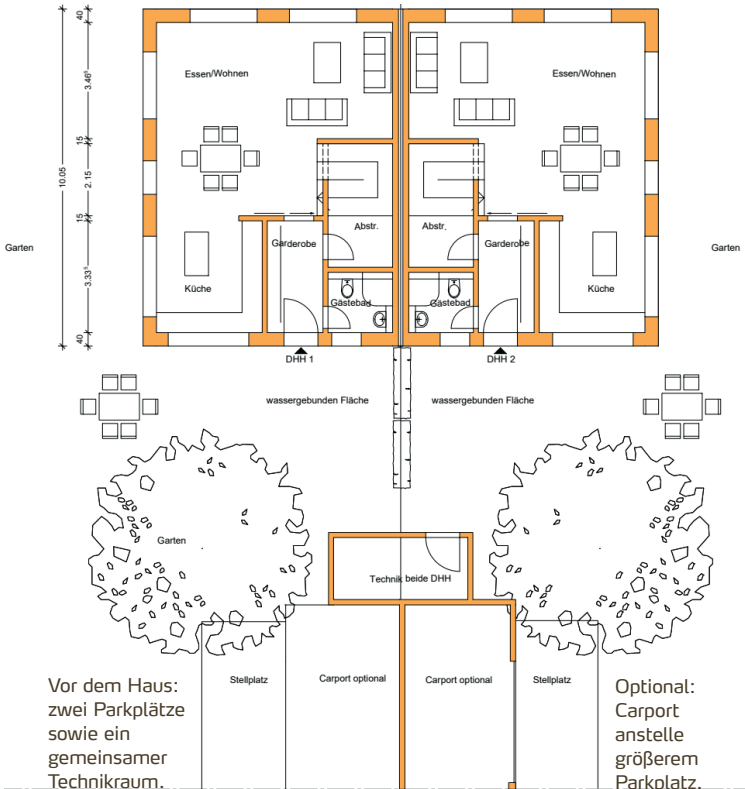 40
3.46⁵
15
2.15
15
3.33⁵
40
10.05
Essen/Wohnen
Essen/Wohnen
Abstr.
Abstr.
Garderobe
Garderobe
Garten
Garten
Küche
Küche
Gästebad
Gästebad
DHH 1
DHH 2
wassergebunden Fläche
wassergebunden Fläche
Garten
Technik beide DHH
Stellplatz
Carport optional
Carport optional
Stellplatz
Vor dem Haus:
zwei Parkplätze
sowie ein
gemeinsamer
Technikraum.
Optional:
Carport
anstelle
größerem
Parkplatz.